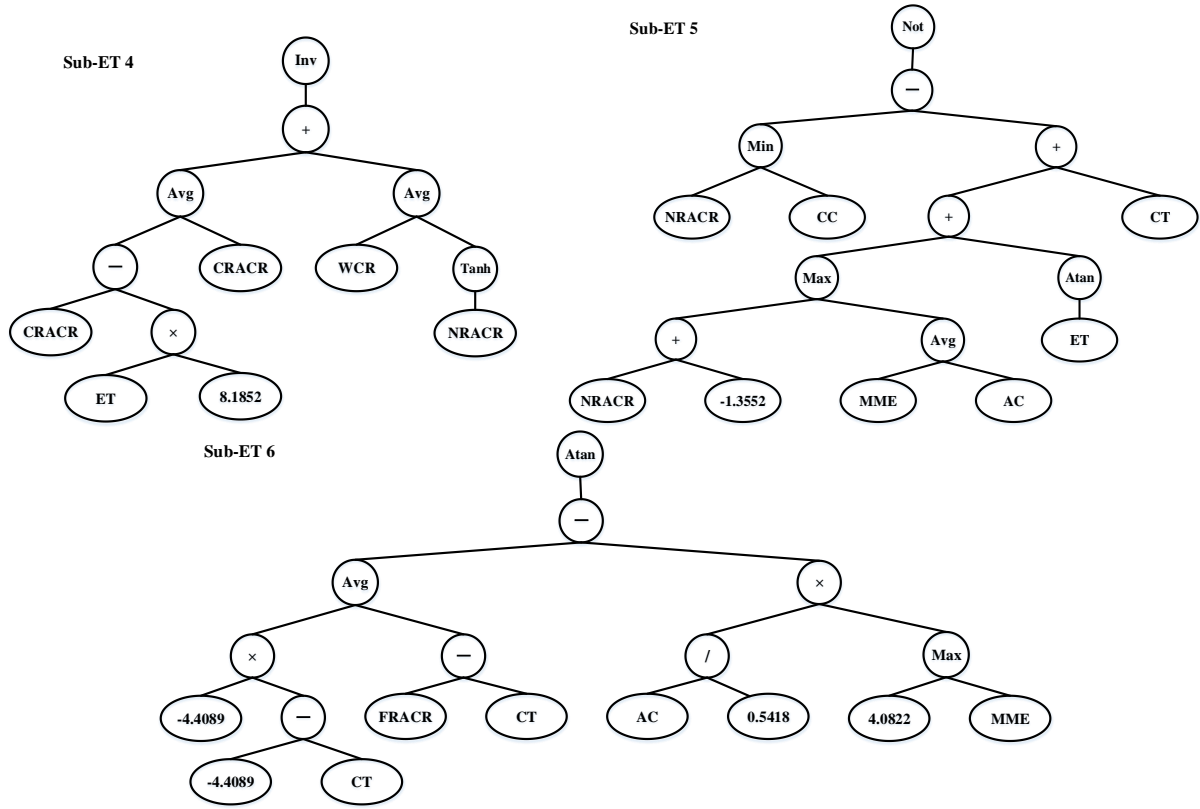 Sub-ET 4
Inv
+
Avg Avg
− CRACR WCR Tanh
CRACR × NRACR
ET 8.1852
Sub-ET 5
Not
−
Min +
NRACR CC + CT
Max Atan
+ Avg ET
NRACR -1.3552 MME AC
Sub-ET 6
Atan
−
Avg ×
× − / Max
-4.4089 − FRACR CT AC 0.5418 4.0822 MME
-4.4089 CT